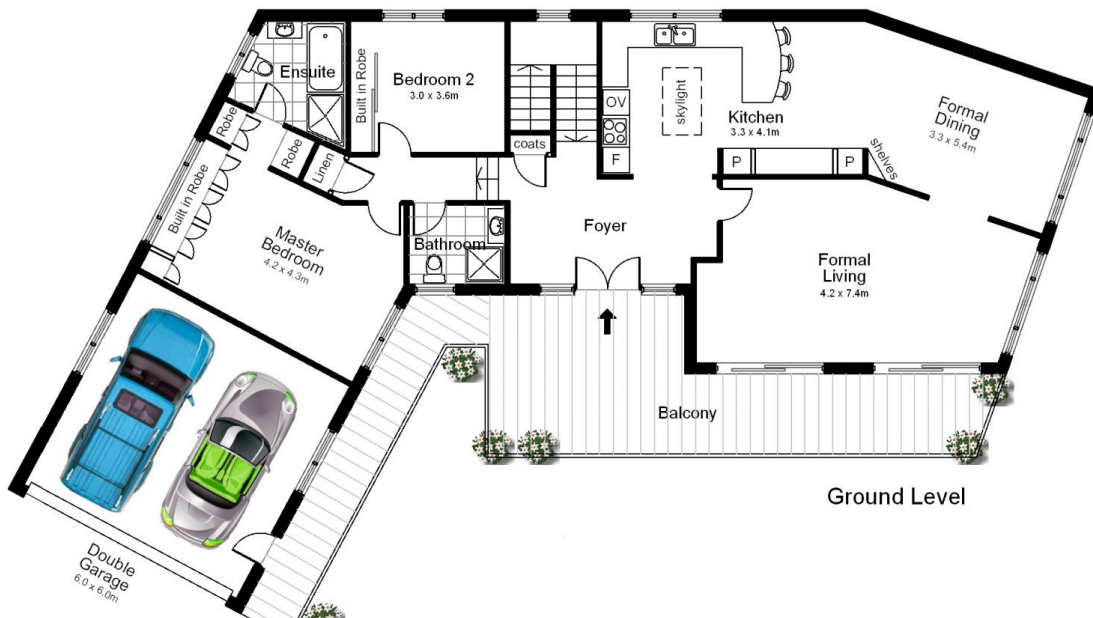 Ensuite
Built in Robe
Bedroom 2
3.0 x 3.6m
coats
OV
F
skylight
Kitchen
3.3 x 4.1m
P
P
shelves
Formal
Dining
3.3 x 5.4m
Robe
Robe
Linen
Built in Robe
Master
Bedroom
4.2 x 4.3m
Bathroom
Foyer
Formal
Living
4.2 x 7.4m
Balcony
Ground Level
Double
Garage
6.0 x 6.0m